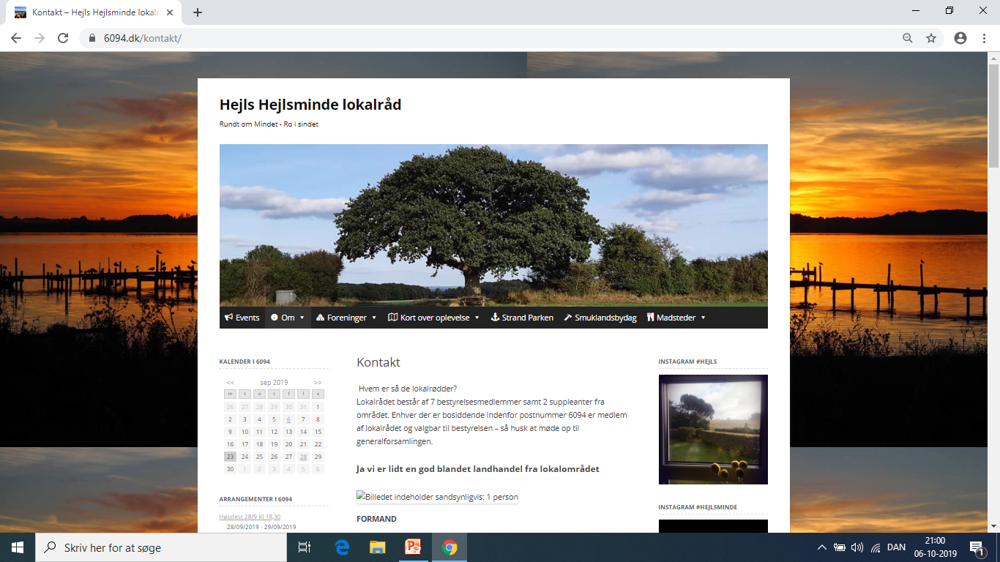 Kontakt – Hejls Hejlsminde lokalr
6094.dk/kontakt/
Hejls Hejlsminde lokalråd
Rundt om Mindet - Ro i sindet
Events Om Foreninger Kort over oplevelse Strand Parken Smuklandsbydag Madsteder
KALENDER I 6094
<< sep 2019 >>
m t o t f l s
26 27 28 29 30 31 1
2 3 4 5 6 7 8
9 10 11 12 13 14 15
16 17 18 19 20 21 22
23 24 25 26 27 28 29
30 1 2 3 4 5 6
ARRANGEMENTER I 6094
Høstfest 28/9 Kl 18,30
28/09/2019 - 29/09/2019
Kontakt
Hvem er så de lokalrødder?
Lokalrådet består af 7 bestyrelsesmedlemmer samt 2 suppleanter fra
området. Enhver der er bosiddende indenfor postnummer 6094 er medlem
af lokalrådet og valgbar til bestyrelsen – så husk at møde op til
generalforsamlingen.
Ja vi er lidt en god blandet landhandel fra lokalområdet
Billedet indeholder sandsynligvis: 1 person
FORMAND
INSTAGRAM #HEJLS
INSTAGRAM #HEJLSMINDE
Skriv her for at søge
DAN
21:00
06-10-2019
1